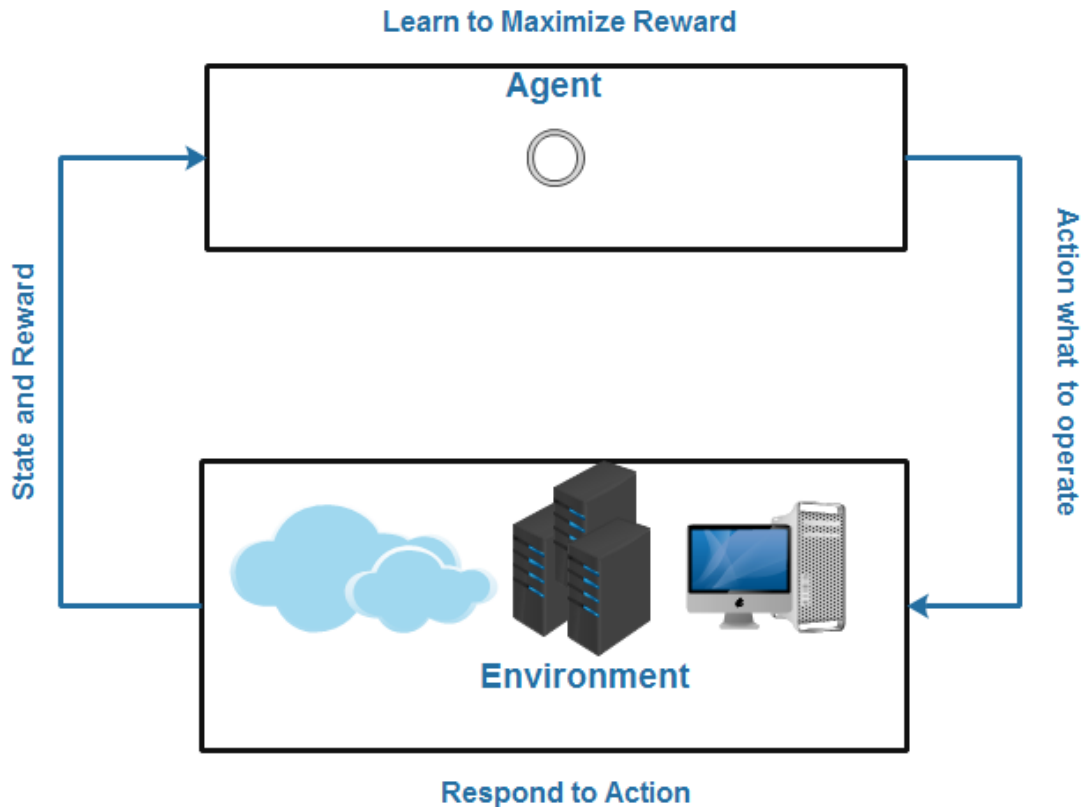 Learn to Maximize Reward
Agent
State and Reward
Action what to operate
Environment
Respond to Action